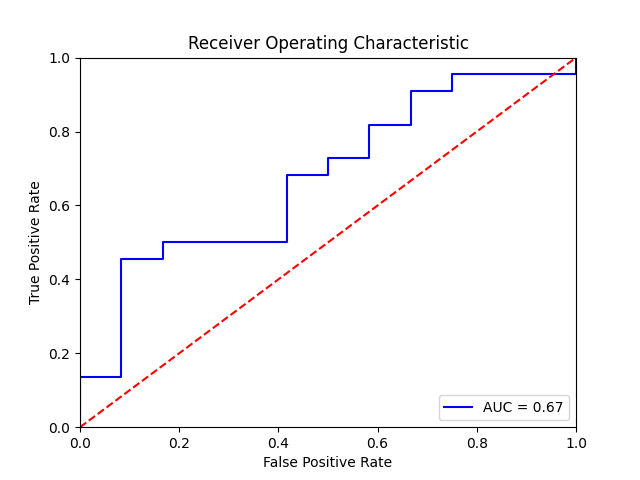 Receiver Operating Characteristic
1.0
0.8
0.6
0.4
0.2
0.0
True Positive Rate
AUC = 0.67
0.0 0.2 0.4 0.6 0.8 1.0
False Positive Rate